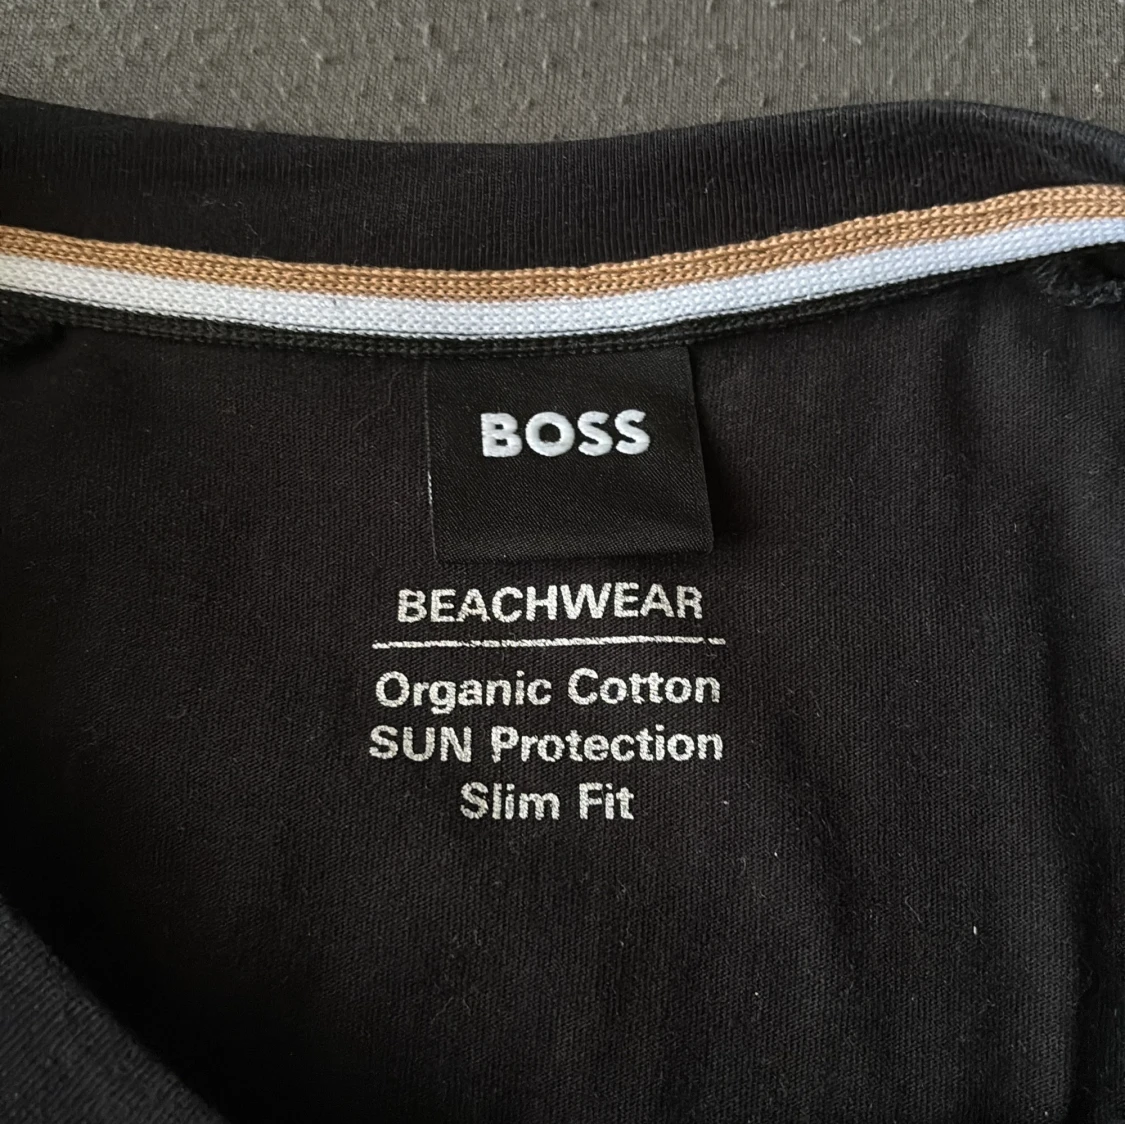 BOSS
BEACHWEAR
Organic Cotton
SUN Protection
Slim Fit